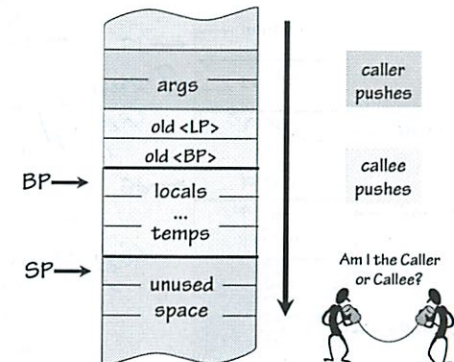 args
old <LP>
old <BP>
BP
locals
...
temps
SP
unused
space
caller
pushes
callee
pushes
Am I the Caller
or Callee?